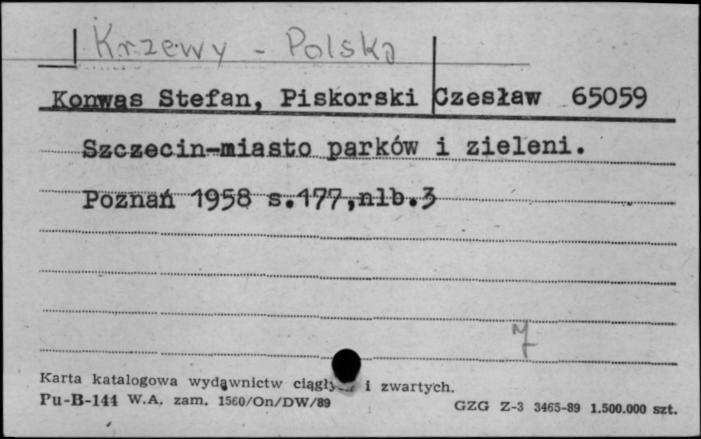 Krzewy - Polska
Konwas Stefan, Piskorski Czesław 65059
Szczecin-miasto parków i zieleni.
Poznań 1958 s.177,nlb.3
7
Karta katalogowa wydawnictw i zwartych.
Pu-B-144 W.A. zam. 1560/On/DW/89
GZG Z-3 3465-89 1.500.000 szt.